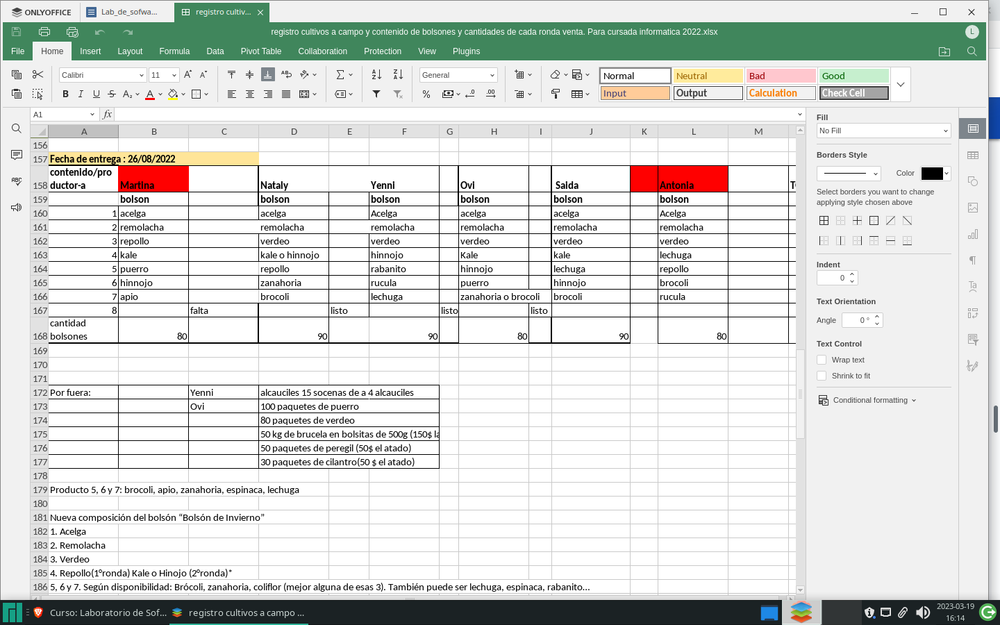 ONLYOFFICE
Lab_de_sofwa...
registro cultiv...
registro cultivos a campo y contenido de bolsones y cantidades de cada ronda venta. Para cursada informatica 2022.xlsx
L
File Home Insert Layout Formula Data Pivot Table Collaboration Protection View Plugins
Calibri 11 General
Normal Neutral Bad Good
Input Output Calculation Check Cell
A1
A B C D E F G H I J K L M
156
157 Fecha de entrega : 26/08/2022
contenido/pro
158 ductor-a Martina Nataly Yenni Ovi Saida Antonia
159 bolson bolson bolson bolson bolson bolson
160 1 acelga acelga Acelga acelga acelga Acelga
161 2 remolacha remolacha remolacha remolacha remolacha remolacha
162 3 repollo verdeo verdeo verdeo verdeo verdeo
163 4 kale kale o hinnojo hinnojo Kale kale lechuga
164 5 puerro repollo rabanito hinnojo lechuga repollo
165 6 hinnojo zanahoria rucula puerro hinnojo brocoli
166 7 apio brocoli lechuga zanahoria o brocoli brocoli rucula
167 8 falta listo listo listo
cantidad
168 bolsones 80 90 90 80 90 80
169
170
171
172 Por fuera: Yenni alcauciles 15 socenas de a 4 alcauciles
173 Ovi 100 paquetes de puerro
174 80 paquetes de verdeo
175 50 kg de brucela en bolsitas de 500g (150$ la
176 50 paquetes de peregil (50$ el atado)
177 30 paquetes de cilantro(50 $ el atado)
178
179 Producto 5, 6 y 7: brocoli, apio, zanahoria, espinaca, lechuga
180
181 Nueva composición del bolsón “Bolsón de Invierno”
182 1. Acelga
183 2. Remolacha
184 3. Verdeo
185 4. Repollo(1°ronda) Kale o Hinojo (2°ronda)*
186 5, 6 y 7. Según disponibilidad: Brócoli, zanahoria, coliflor (mejor alguna de esas 3). También puede ser lechuga, espinaca, rabanito...
Fill
No Fill
Borders Style
Color
Select borders you want to change
applying style chosen above
Indent
0
Text Orientation
Angle 0 °
Text Control
Wrap text
Shrink to fit
Conditional formatting
Curso: Laboratorio de Sof...
registro cultivos a campo ...
2023-03-19
16:14